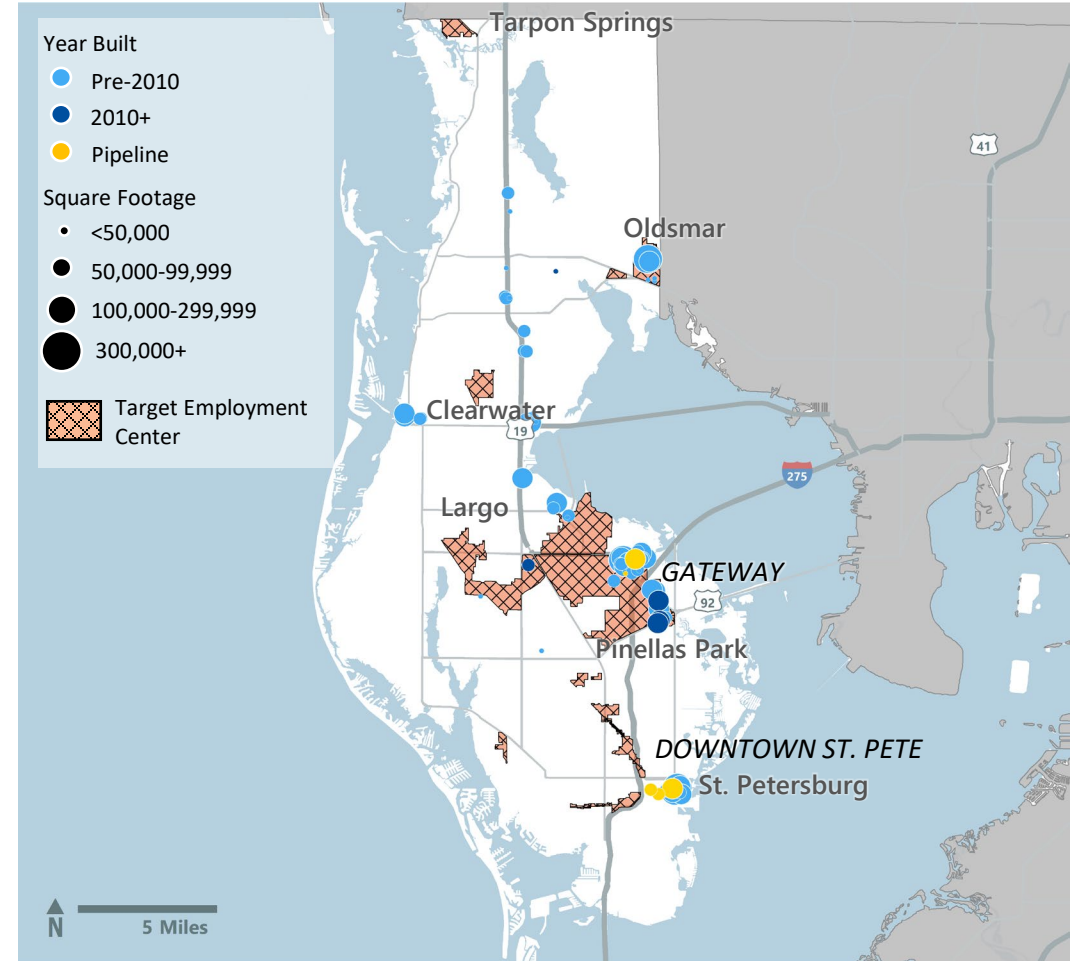 Year Built
Pre-2010
2010+
Pipeline
Square Footage
<50,000
50,000-99,999
100,000-299,999
300,000+
Target Employment
Center
Tarpon Springs
41
Oldsmar
Clearwater
19
275
Largo
GATEWAY
92
Pinellas Park
DOWNTOWN ST. PETE
St. Petersburg
N
5 Miles